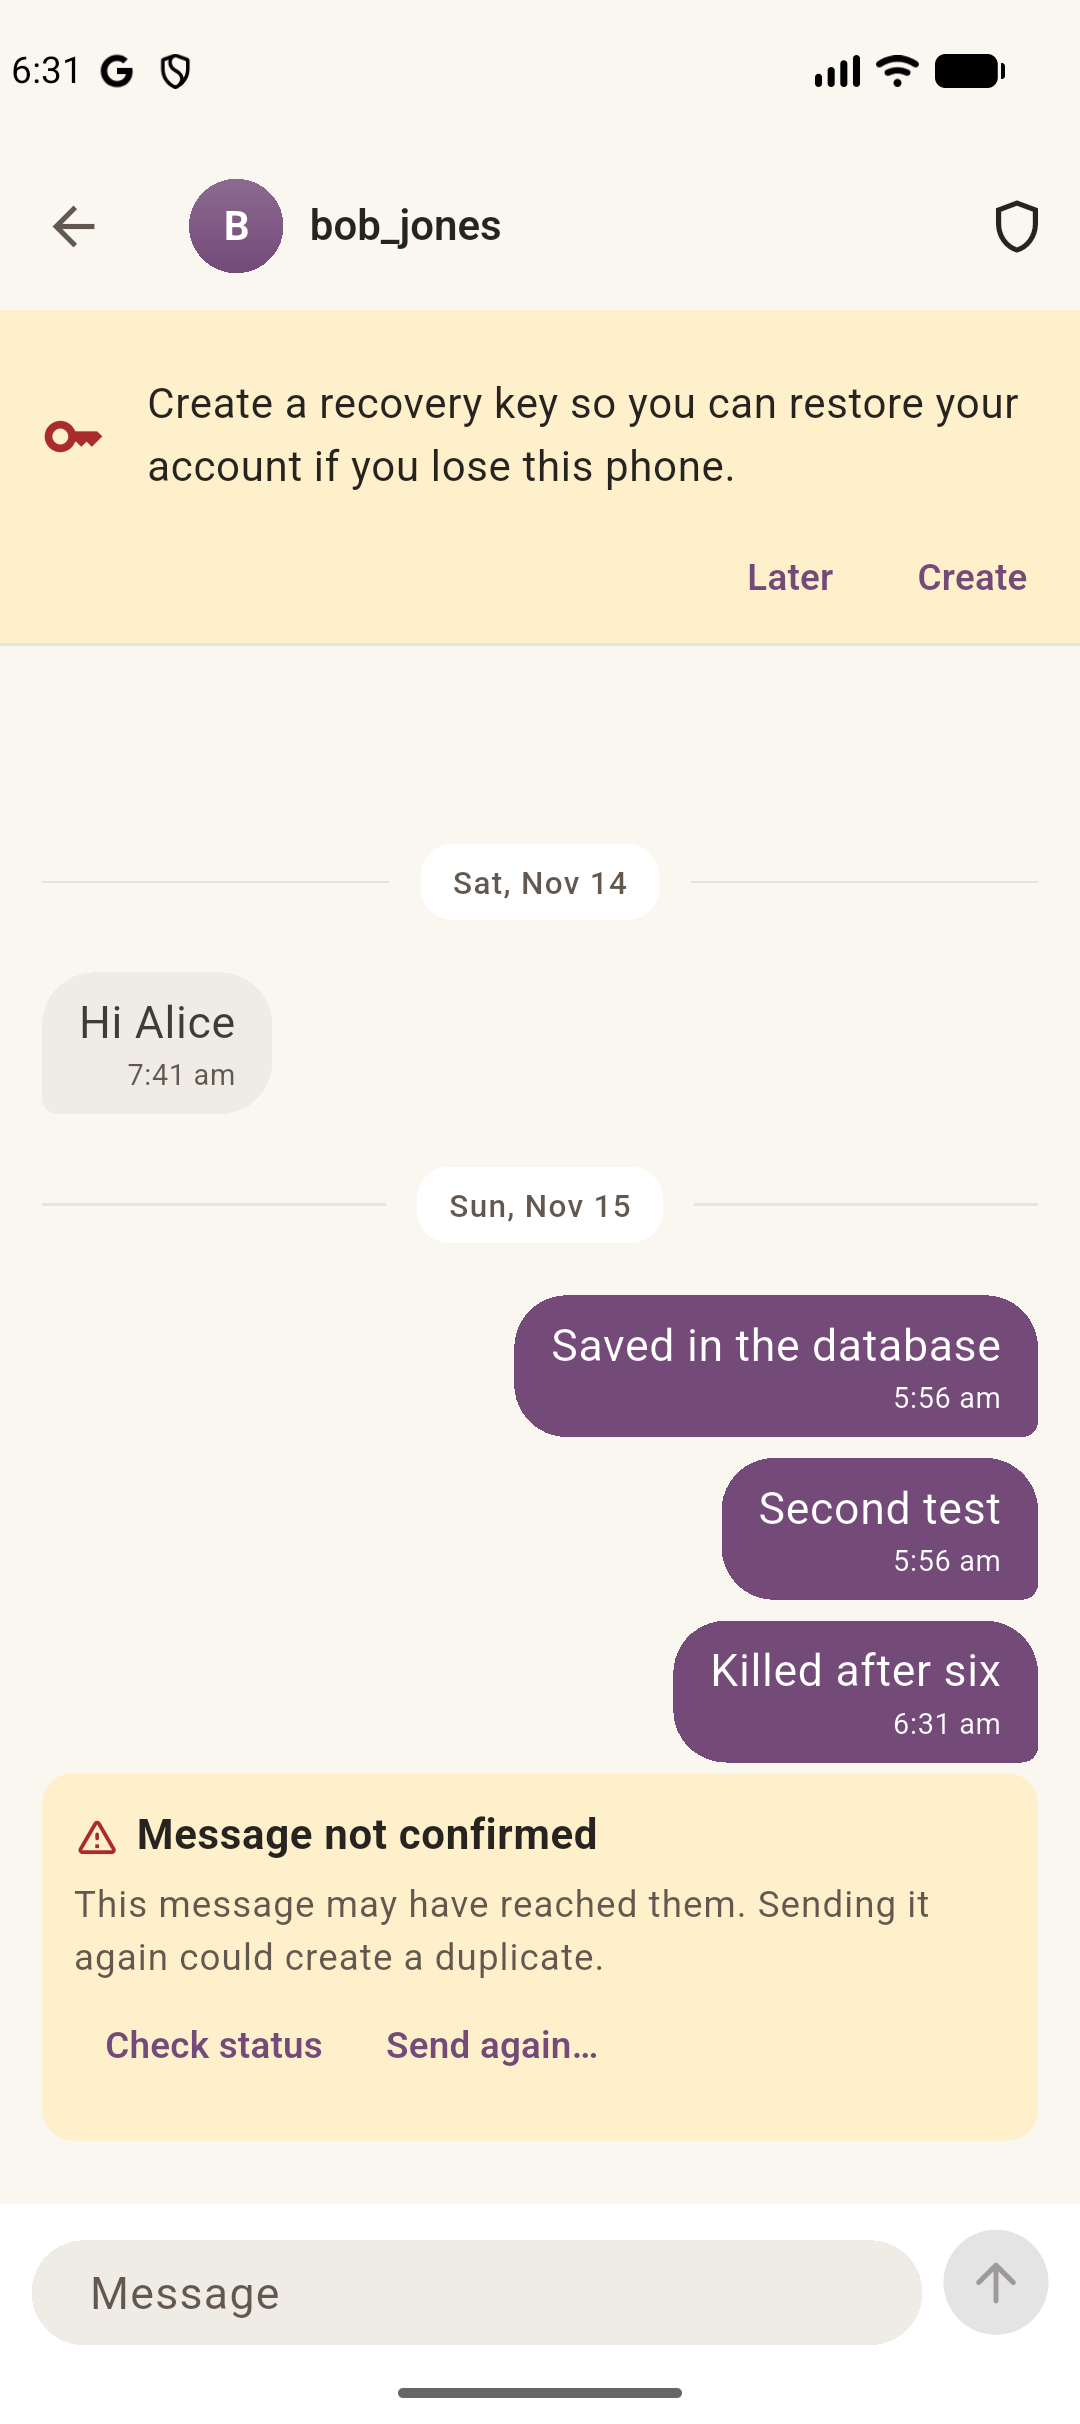 6:31
B
bob_jones
Create a recovery key so you can restore your
account if you lose this phone.
Later Create
Sat, Nov 14
Hi Alice
7:41 am
Sun, Nov 15
Saved in the database
5:56 am
Second test
5:56 am
Killed after six
6:31 am
Message not confirmed
This message may have reached them. Sending it
again could create a duplicate.
Check status Send again...
Message